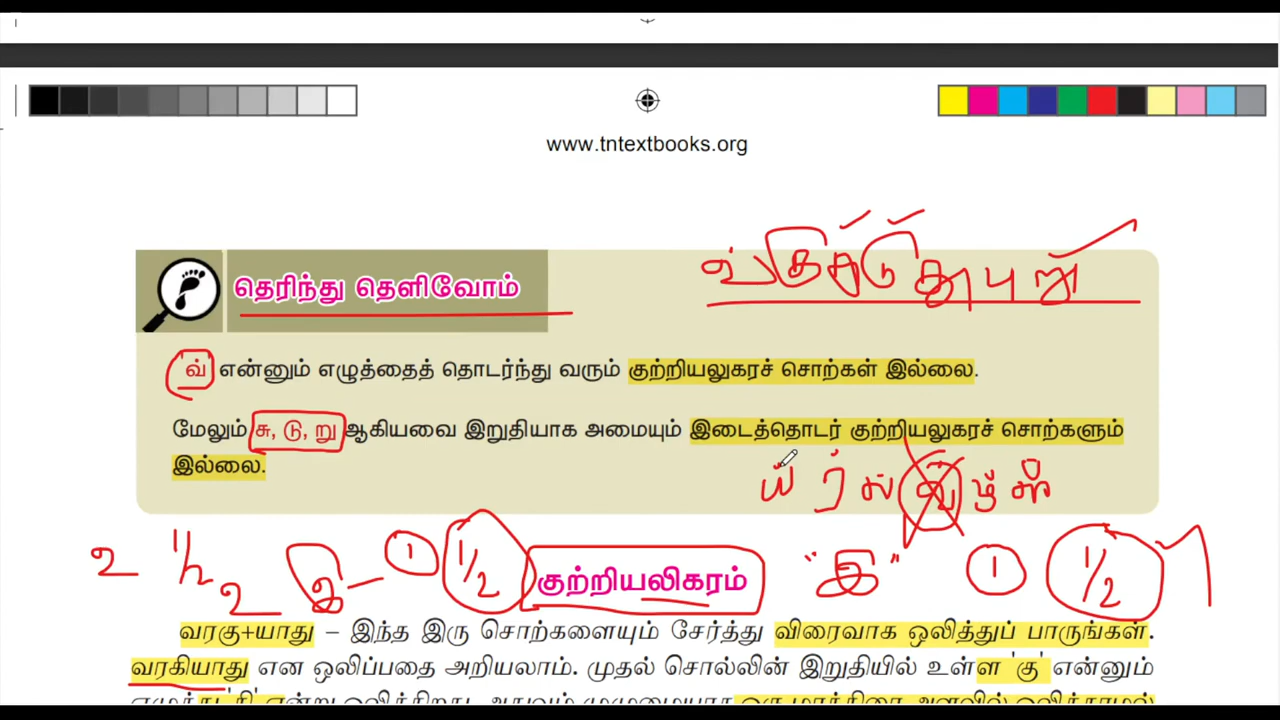 www.tntextbooks.org
வ் கு சு டு து பு று
தெரிந்து தெளிவோம்
'வ்' என்னும் எழுத்தைத் தொடர்ந்து வரும் குற்றியலுகரச் சொற்கள் இல்லை.
மேலும் சு, டு, று ஆகியவை இறுதியாக அமையும் இடைத்தொடர் குற்றியலுகரச் சொற்களும்
இல்லை.
ய் ர் ல் வ் ழ் ள்
உ 1/2 உ இ - 1 1/2 குற்றியலிகரம் "இ" 1 1/2
வரகு+யாது – இந்த இரு சொற்களையும் சேர்த்து விரைவாக ஒலித்துப் பாருங்கள்.
வரகியாது என ஒலிப்பதை அறியலாம். முதல் சொல்லின் இறுதியில் உள்ள 'கு' என்னும்